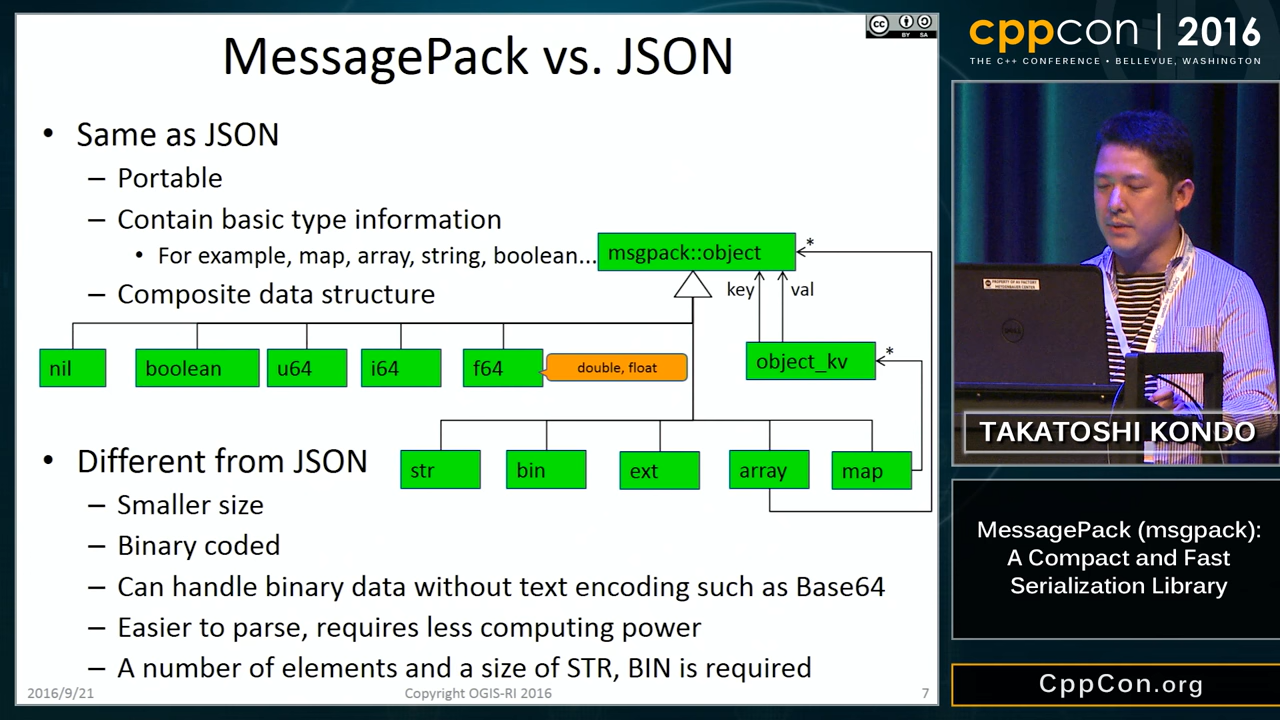 MessagePack vs. JSON
cc
BY SA
• Same as JSON
– Portable
– Contain basic type information
• For example, map, array, string, boolean...
– Composite data structure
msgpack::object
*
key
val
nil
boolean
u64
i64
f64
double, float
object_kv
*
• Different from JSON
str
bin
ext
array
map
– Smaller size
– Binary coded
– Can handle binary data without text encoding such as Base64
– Easier to parse, requires less computing power
– A number of elements and a size of STR, BIN is required
2016/9/21
Copyright OGIS-RI 2016
7
cppcon | 2016
THE C++ CONFERENCE • BELLEVUE, WASHINGTON
DELL
TAKATOSHI KONDO
MessagePack (msgpack):
A Compact and Fast
Serialization Library
CppCon.org